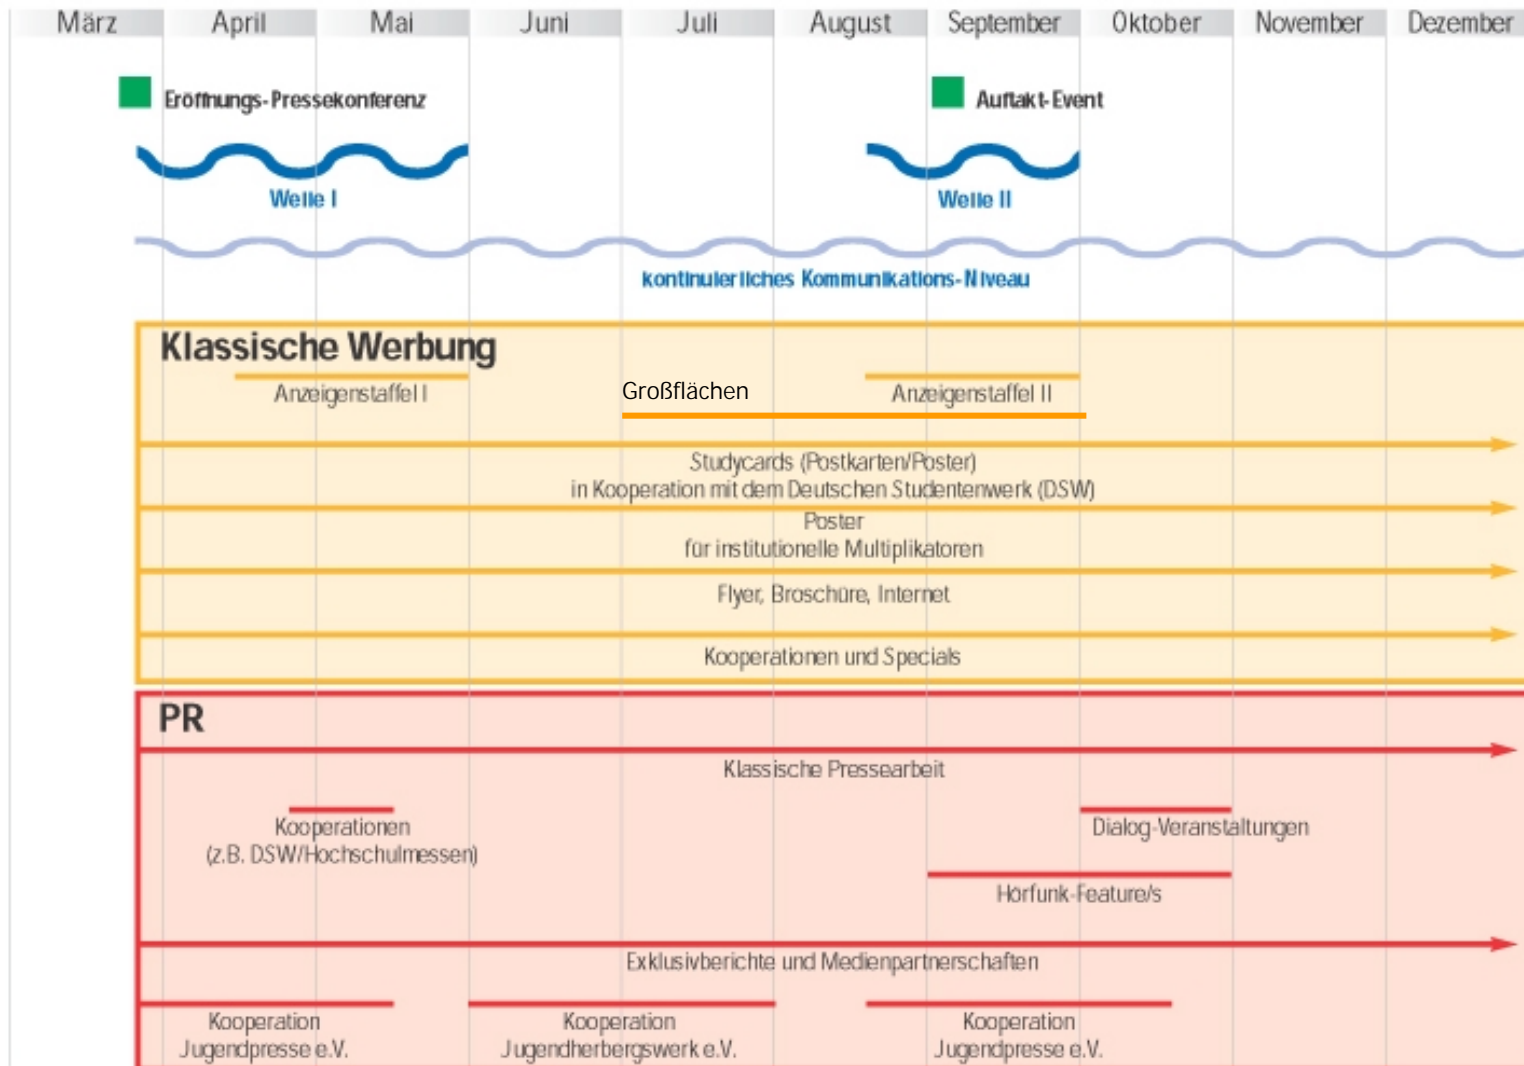 März April Mai Juni Juli August September Oktober November Dezember
Eröffnungs-Pressekonferenz
Auftakt-Event
Welle I
Welle II
kontinuierliches Kommunikations-Niveau
Klassische Werbung
Anzeigenstaffel I
Großflächen
Anzeigenstaffel II
Studycards (Postkarten/Poster)
in Kooperation mit dem Deutschen Studentenwerk (DSW)
Poster
für institutionelle Multiplikatoren
Flyer, Broschüre, Internet
Kooperationen und Specials
PR
Klassische Pressearbeit
Kooperationen
(z.B. DSW/Hochschulmessen)
Dialog-Veranstaltungen
Hörfunk-Feature/s
Exklusivberichte und Medienpartnerschaften
Kooperation
Jugendpresse e.V.
Kooperation
Jugendherbergswerk e.V.
Kooperation
Jugendpresse e.V.